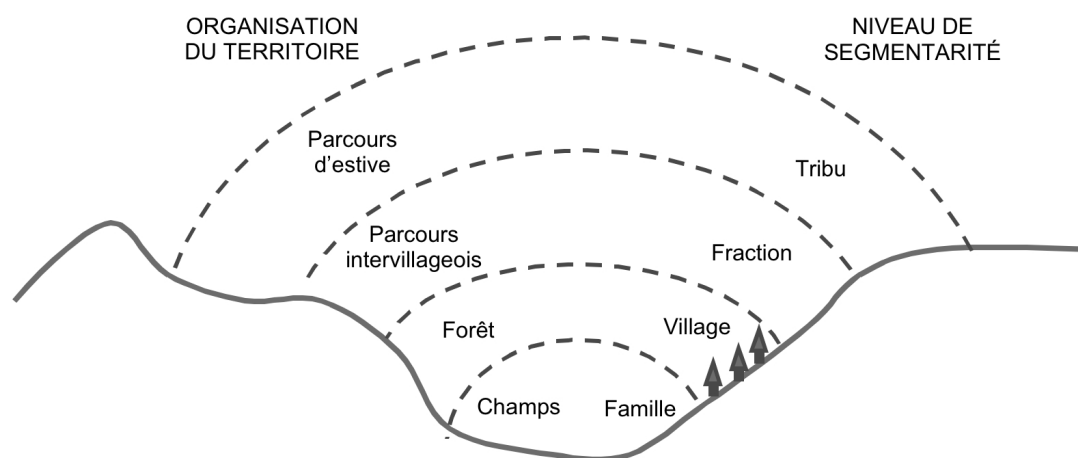 ORGANISATION
DU TERRITOIRE
NIVEAU DE
SEGMENTARITÉ
Parcours
d'estive
Tribu
Parcours
intervillageois
Fraction
Forêt
Village
Champs
Famille